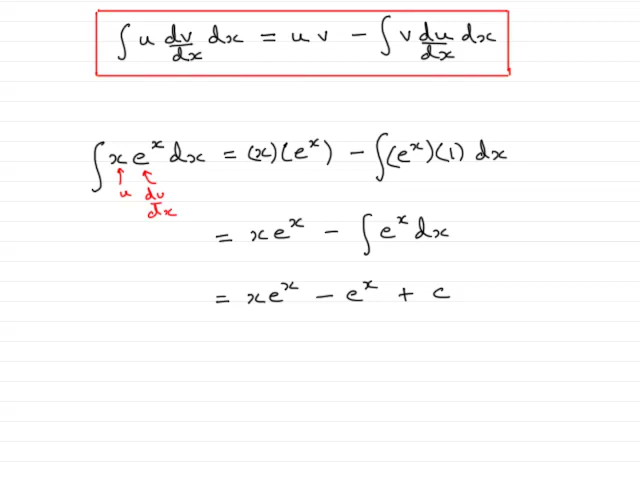 ∫ u dv/dx dx = u v − ∫ v du/dx dx
∫ x e^x dx = (x)(e^x) − ∫(e^x)(1) dx
u dv/dx
= x e^x − ∫ e^x dx
= x e^x − e^x + c